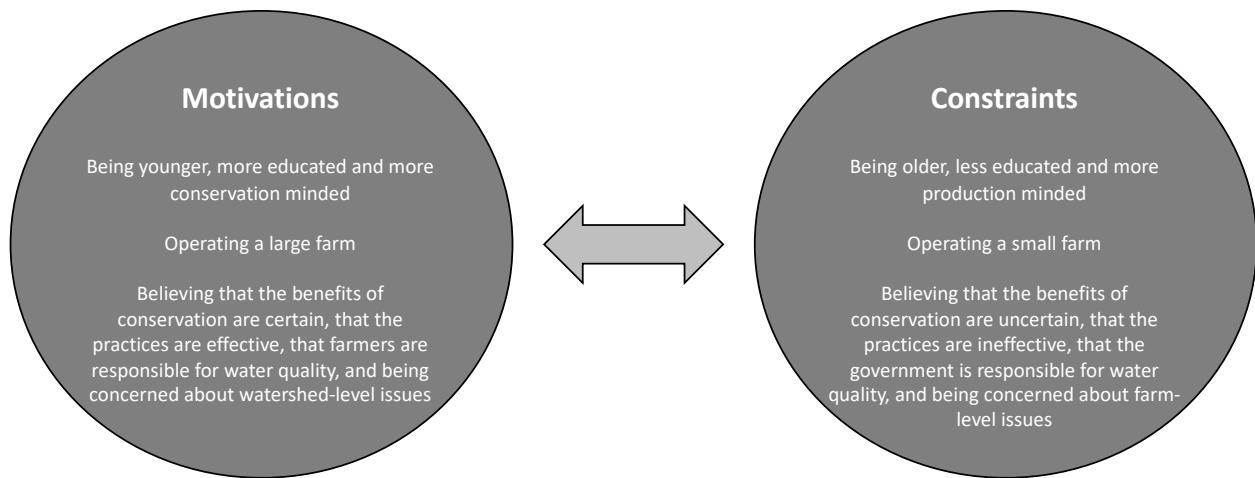 Motivations
Being younger, more educated and more
conservation minded
Operating a large farm
Believing that the benefits of
conservation are certain, that the
practices are effective, that farmers are
responsible for water quality, and being
concerned about watershed-level issues
Constraints
Being older, less educated and more
production minded
Operating a small farm
Believing that the benefits of
conservation are uncertain, that the
practices are ineffective, that the
government is responsible for water
quality, and being concerned about farm-
level issues